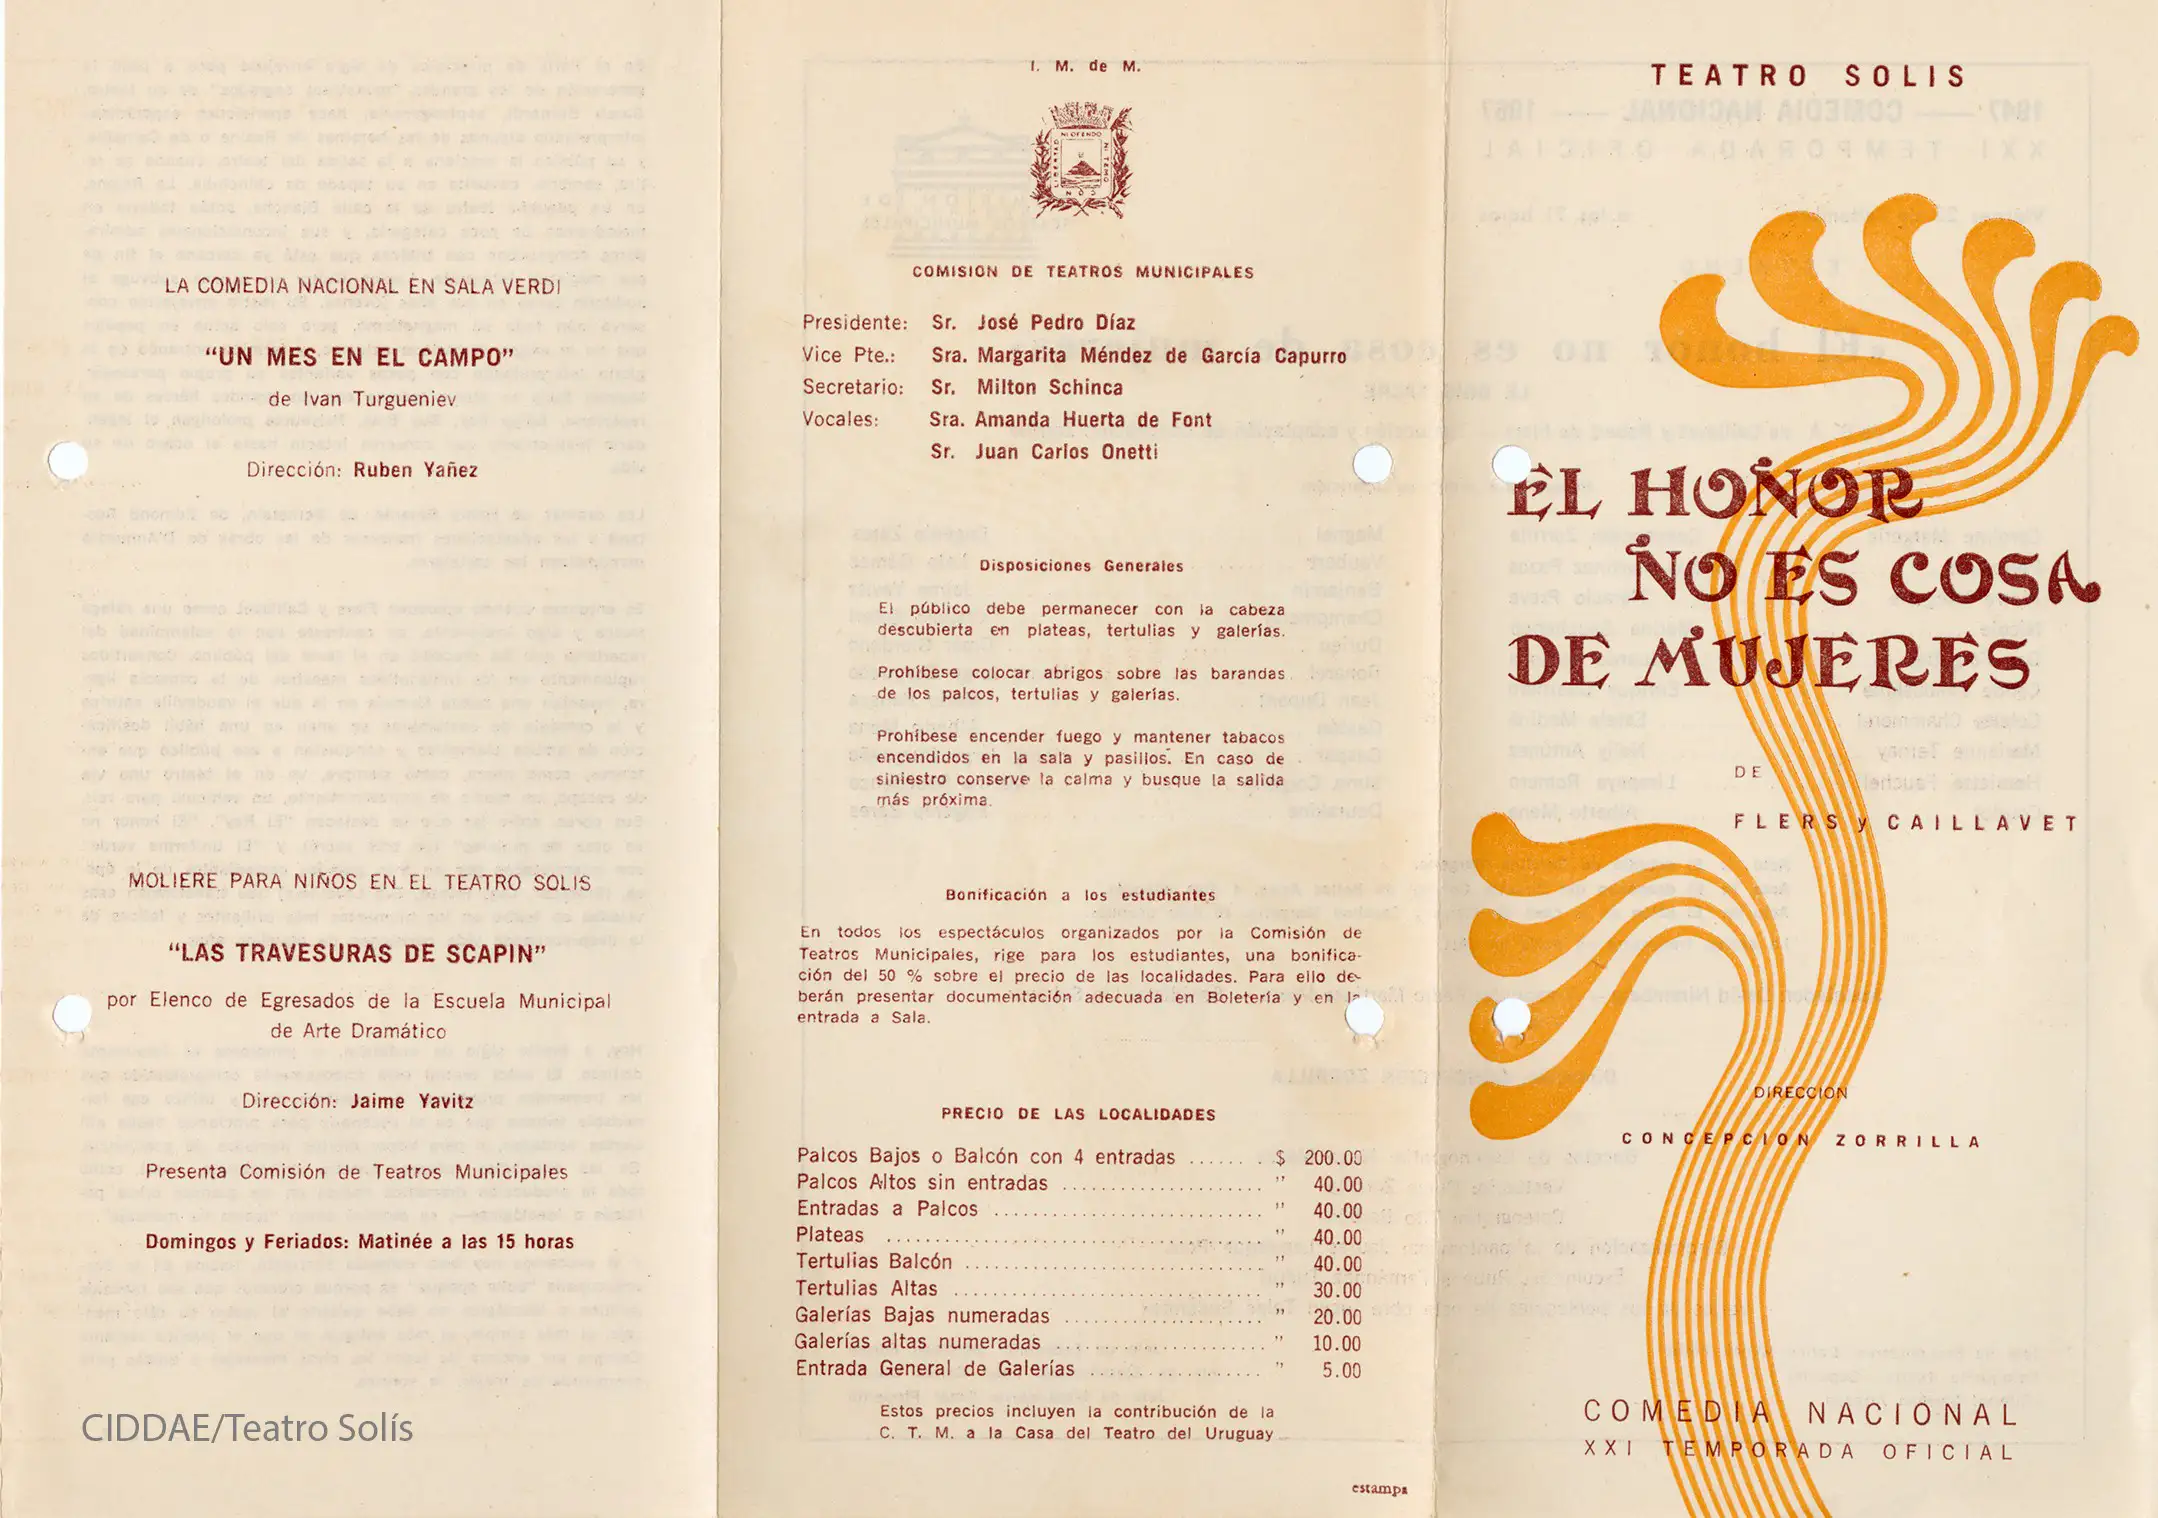 LA COMEDIA NACIONAL EN SALA VERDI
“UN MES EN EL CAMPO”
de Ivan Turgueniev
Dirección: Ruben Yañez
MOLIERE PARA NIÑOS EN EL TEATRO SOLIS
“LAS TRAVESURAS DE SCAPIN”
por Elenco de Egresados de la Escuela Municipal
de Arte Dramático
Dirección: Jaime Yavitz
Presenta Comisión de Teatros Municipales
Domingos y Feriados: Matinée a las 15 horas
CIDDAE/Teatro Solís
I. M. de M.
NI OFENDO
LIBERTAD
NI TEMO
COMISION DE TEATROS MUNICIPALES
Presidente: Sr. José Pedro Díaz
Vice Pte.: Sra. Margarita Méndez de García Capurro
Secretario: Sr. Milton Schinca
Vocales: Sra. Amanda Huerta de Font
Sr. Juan Carlos Onetti
Disposiciones Generales
El público debe permanecer con la cabeza
descubierta en plateas, tertulias y galerías.
Prohíbese colocar abrigos sobre las barandas
de los palcos, tertulias y galerías.
Prohíbese encender fuego y mantener tabacos
encendidos en la sala y pasillos. En caso de
siniestro conserve la calma y busque la salida
más próxima.
Bonificación a los estudiantes
En todos los espectáculos organizados por la Comisión de
Teatros Municipales, rige para los estudiantes, una bonifica-
ción del 50 % sobre el precio de las localidades. Para ello de-
berán presentar documentación adecuada en Boletería y en la
entrada a Sala.
PRECIO DE LAS LOCALIDADES
Palcos Bajos o Balcón con 4 entradas ........ $ 200.00
Palcos Altos sin entradas ..................... " 40.00
Entradas a Palcos ............................ " 40.00
Plateas ....................................... " 40.00
Tertulias Balcón ............................... " 40.00
Tertulias Altas ................................ " 30.00
Galerías Bajas numeradas ..................... " 20.00
Galerías altas numeradas ...................... " 10.00
Entrada General de Galerías .................. " 5.00
Estos precios incluyen la contribución de la
C. T. M. a la Casa del Teatro del Uruguay
estampa
TEATRO SOLIS
EL HONOR
NO ES COSA
DE MUJERES
DE
FLERS y CAILLAVET
DIRECCION
CONCEPCION ZORRILLA
COMEDIA NACIONAL
XXI TEMPORADA OFICIAL